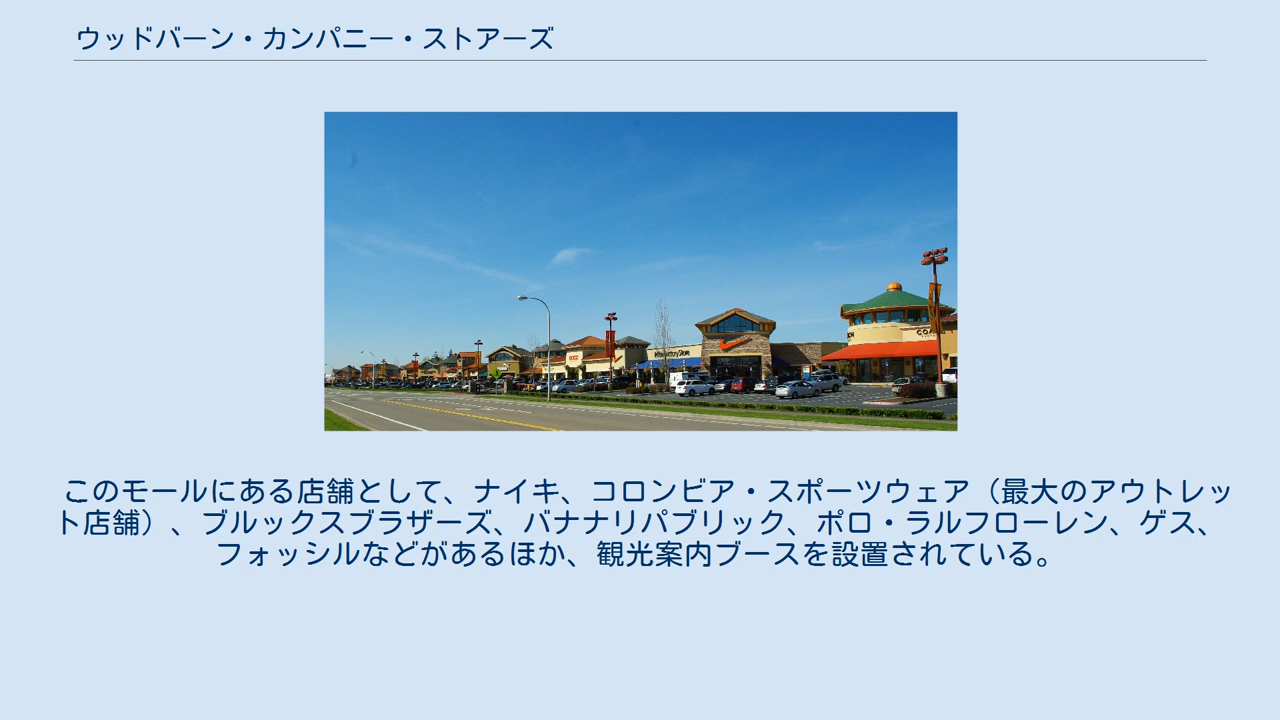 ウッドバーン・カンパニー・ストアーズ
このモールにある店舗として、ナイキ、コロンビア・スポーツウェア（最大のアウトレッ
ト店舗）、ブルックスブラザーズ、バナナリパブリック、ポロ・ラルフローレン、ゲス、
フォッシルなどがあるほか、観光案内ブースを設置されている。